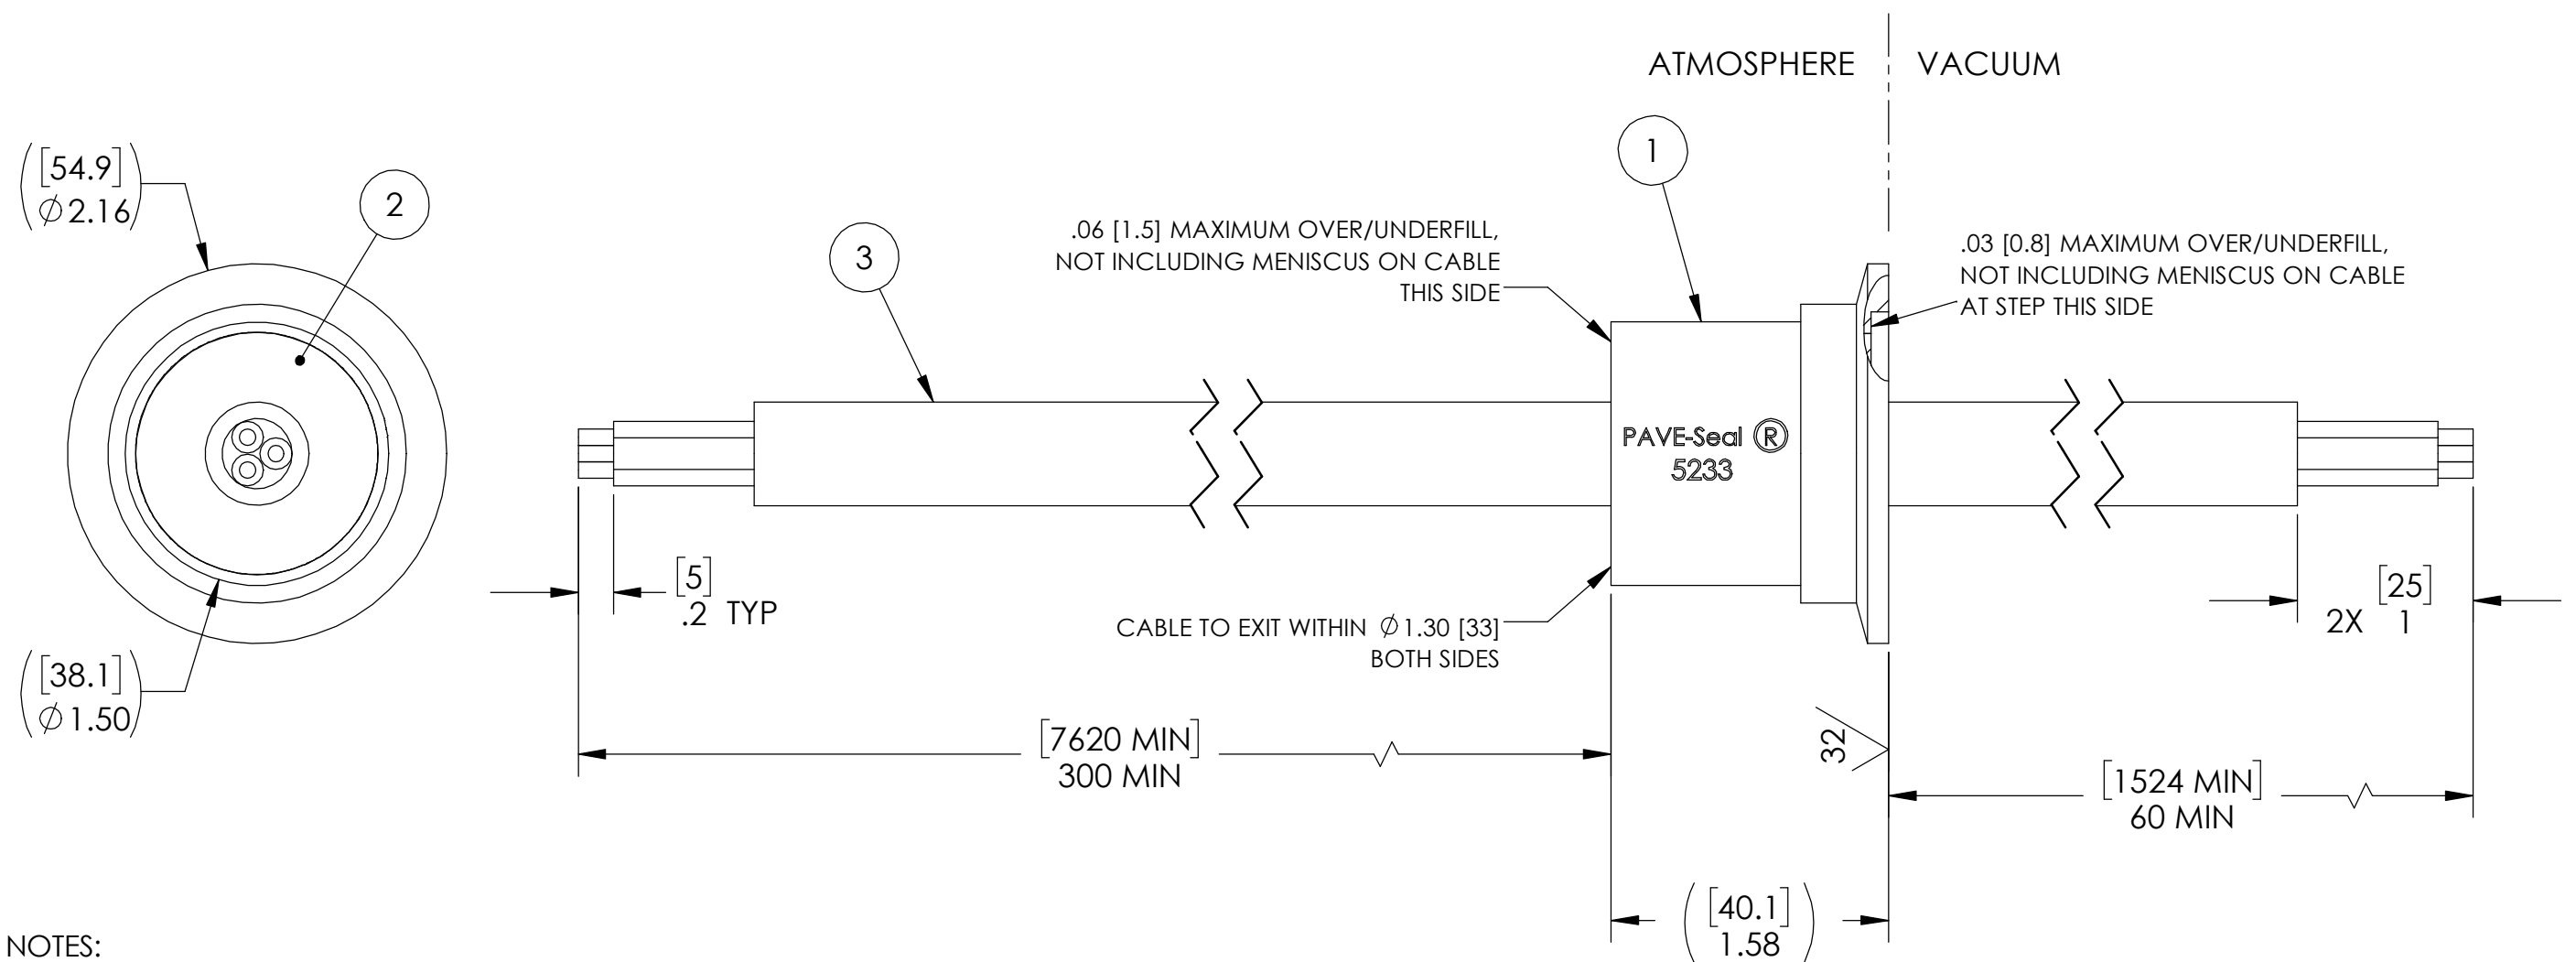 ATMOSPHERE
VACUUM
[54.9]
(∅2.16)
2
3
1
.06 [1.5] MAXIMUM OVER/UNDERFILL,
NOT INCLUDING MENISCUS ON CABLE
THIS SIDE
.03 [0.8] MAXIMUM OVER/UNDERFILL,
NOT INCLUDING MENISCUS ON CABLE
AT STEP THIS SIDE
PAVE-Seal ®
5233
[5]
.2 TYP
[25]
2X 1
CABLE TO EXIT WITHIN ∅1.30 [33]
BOTH SIDES
[38.1]
(∅1.50)
[7620 MIN]
300 MIN
32
[1524 MIN]
60 MIN
([40.1]
1.58)
NOTES: